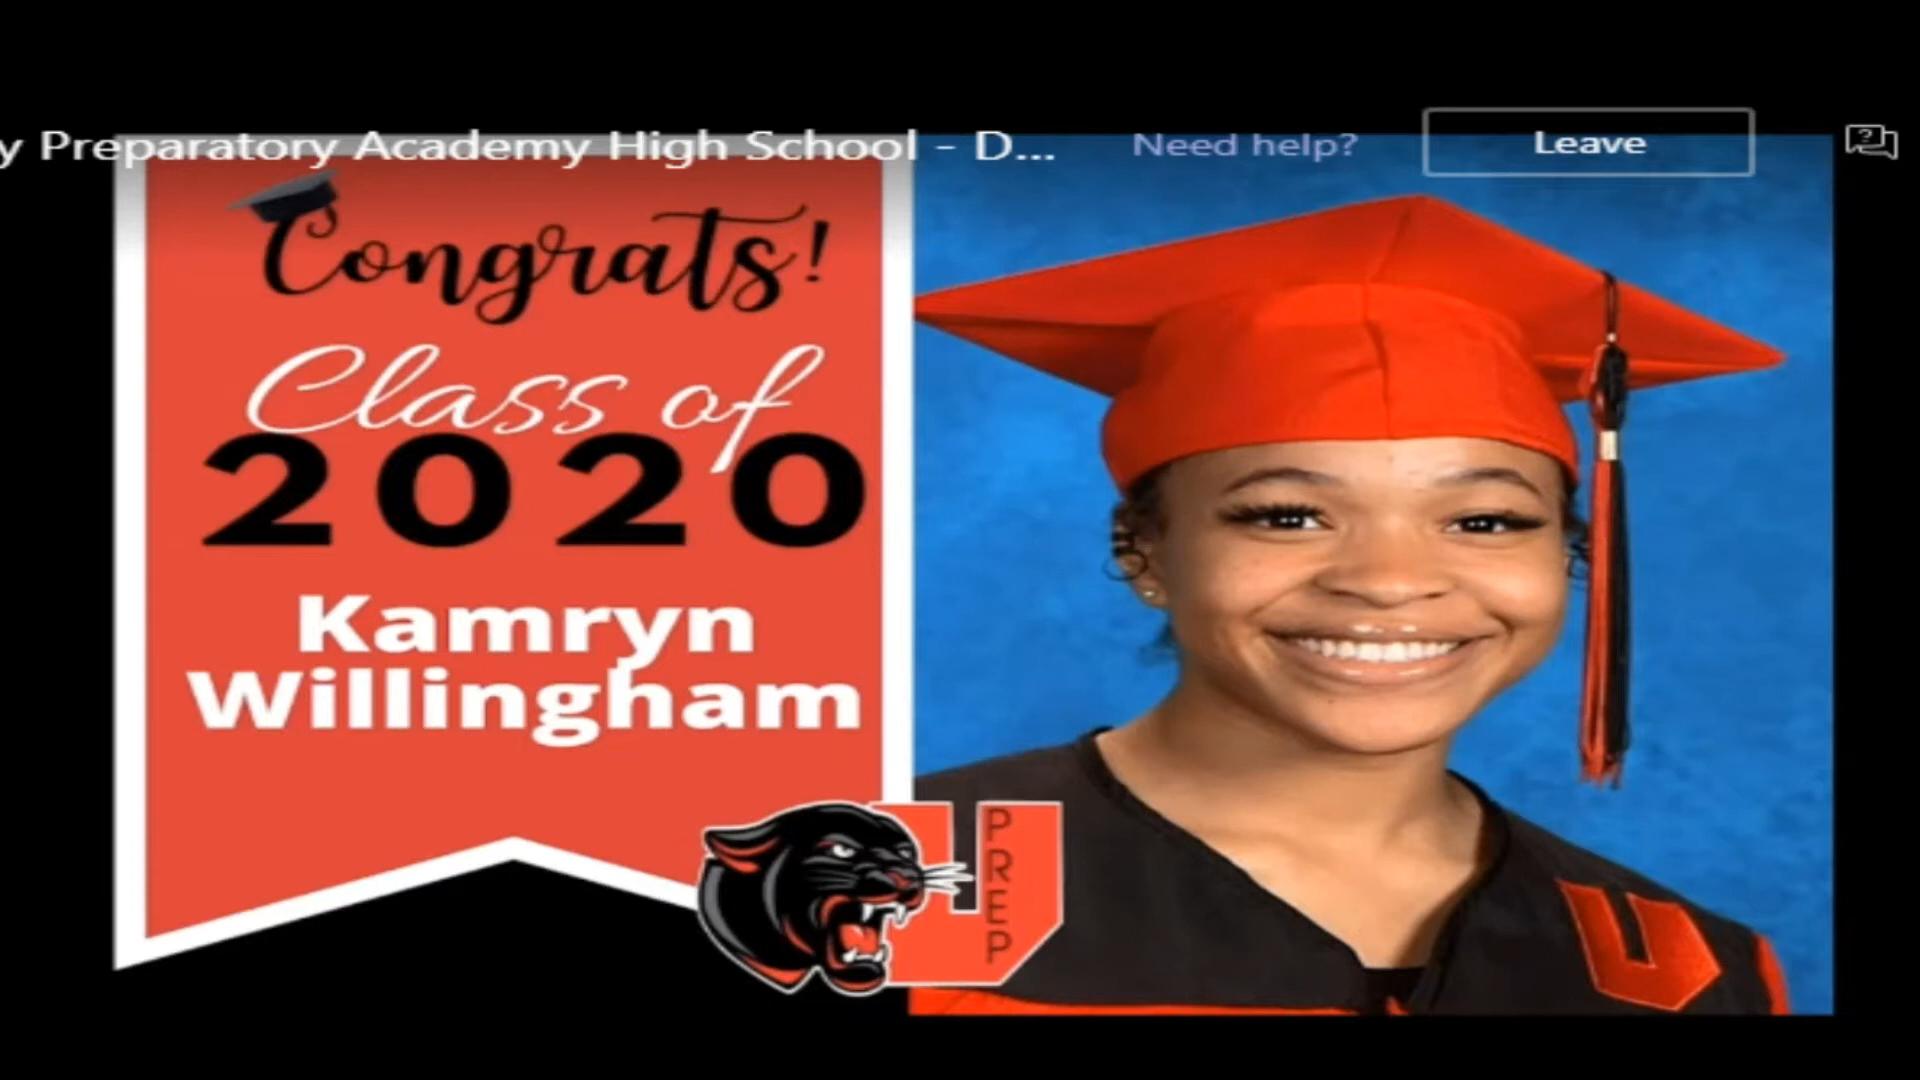 y Preparatory Academy High School - D...
Need help?
Leave
Congrats!
Class of
2020
Kamryn
Willingham
U
PREP
U